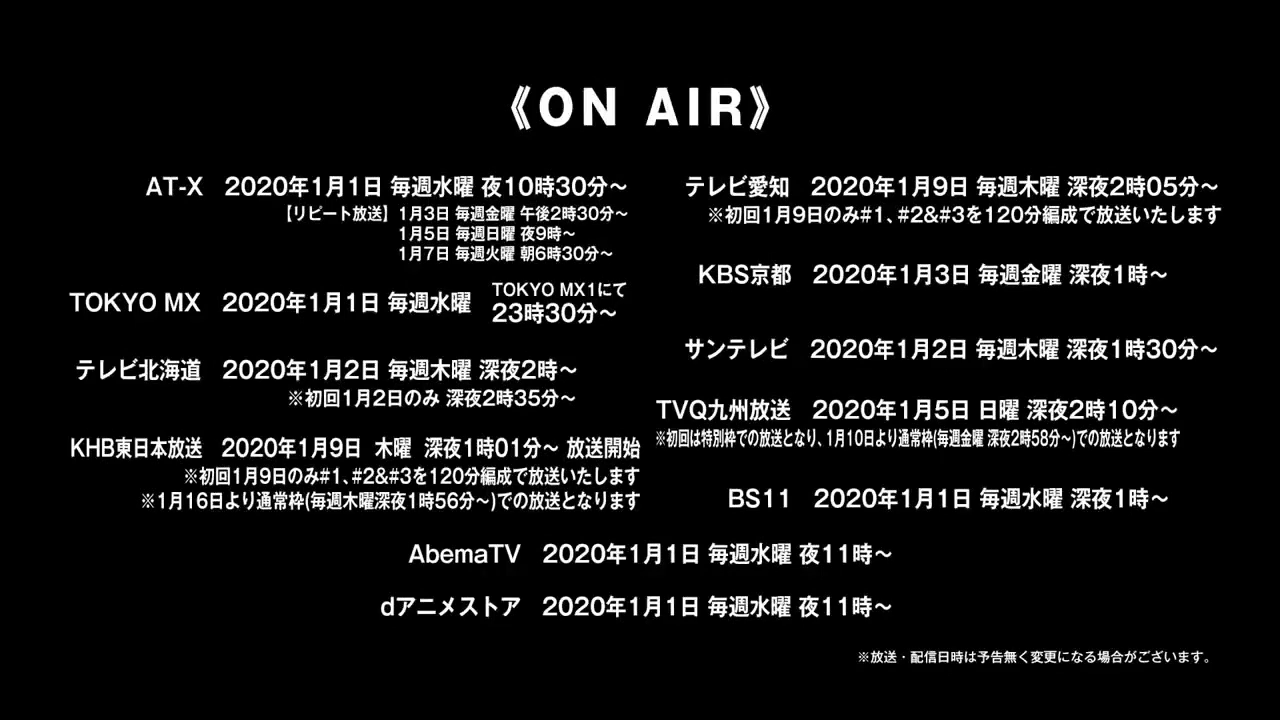 《ON AIR》
AT-X 2020年1月1日 毎週水曜 夜10時30分～
【リピート放送】 1月3日 毎週金曜 午後2時30分～
1月5日 毎週日曜 夜9時～
1月7日 毎週火曜 朝6時30分～
TOKYO MX 2020年1月1日 毎週水曜 TOKYO MX1にて
23時30分～
テレビ北海道 2020年1月2日 毎週木曜 深夜2時～
※初回1月2日のみ 深夜2時35分～
KHB東日本放送 2020年1月9日 木曜 深夜1時01分～ 放送開始
※初回1月9日のみ#1、#2&#3を120分編成で放送いたします
※1月16日より通常枠(毎週木曜深夜1時56分～)での放送となります
テレビ愛知 2020年1月9日 毎週木曜 深夜2時05分～
※初回1月9日のみ#1、#2&#3を120分編成で放送いたします
KBS京都 2020年1月3日 毎週金曜 深夜1時～
サンテレビ 2020年1月2日 毎週木曜 深夜1時30分～
TVQ九州放送 2020年1月5日 日曜 深夜2時10分～
※初回は特別枠での放送となり、1月10日より通常枠(毎週金曜 深夜2時58分～)での放送となります
BS11 2020年1月1日 毎週水曜 深夜1時～
AbemaTV 2020年1月1日 毎週水曜 夜11時～
dアニメストア 2020年1月1日 毎週水曜 夜11時～
※放送・配信日時は予告無く変更になる場合がございます。